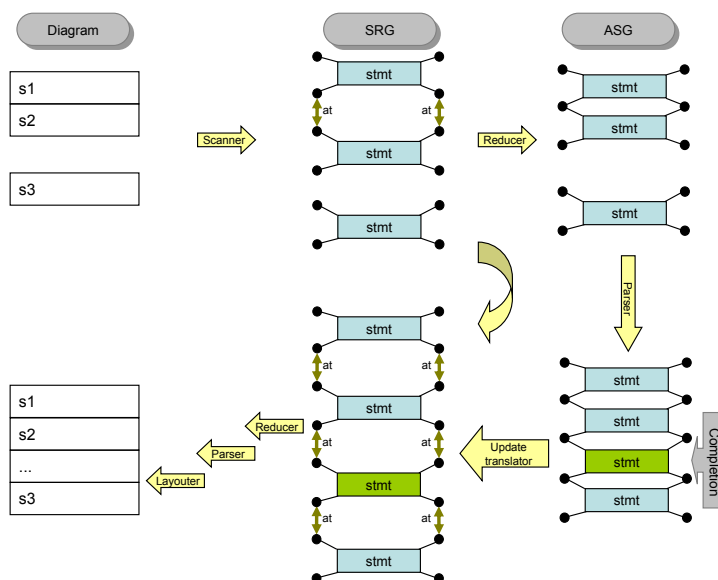 Diagram
SRG
ASG
s1
s2
s3
stmt
at
at
stmt
stmt
Scanner
Reducer
stmt
stmt
stmt
Parser
stmt
at
at
stmt
at
at
stmt
at
at
stmt
stmt
stmt
stmt
stmt
Completion
Update
translator
Reducer
Parser
Layouter
s1
s2
...
s3